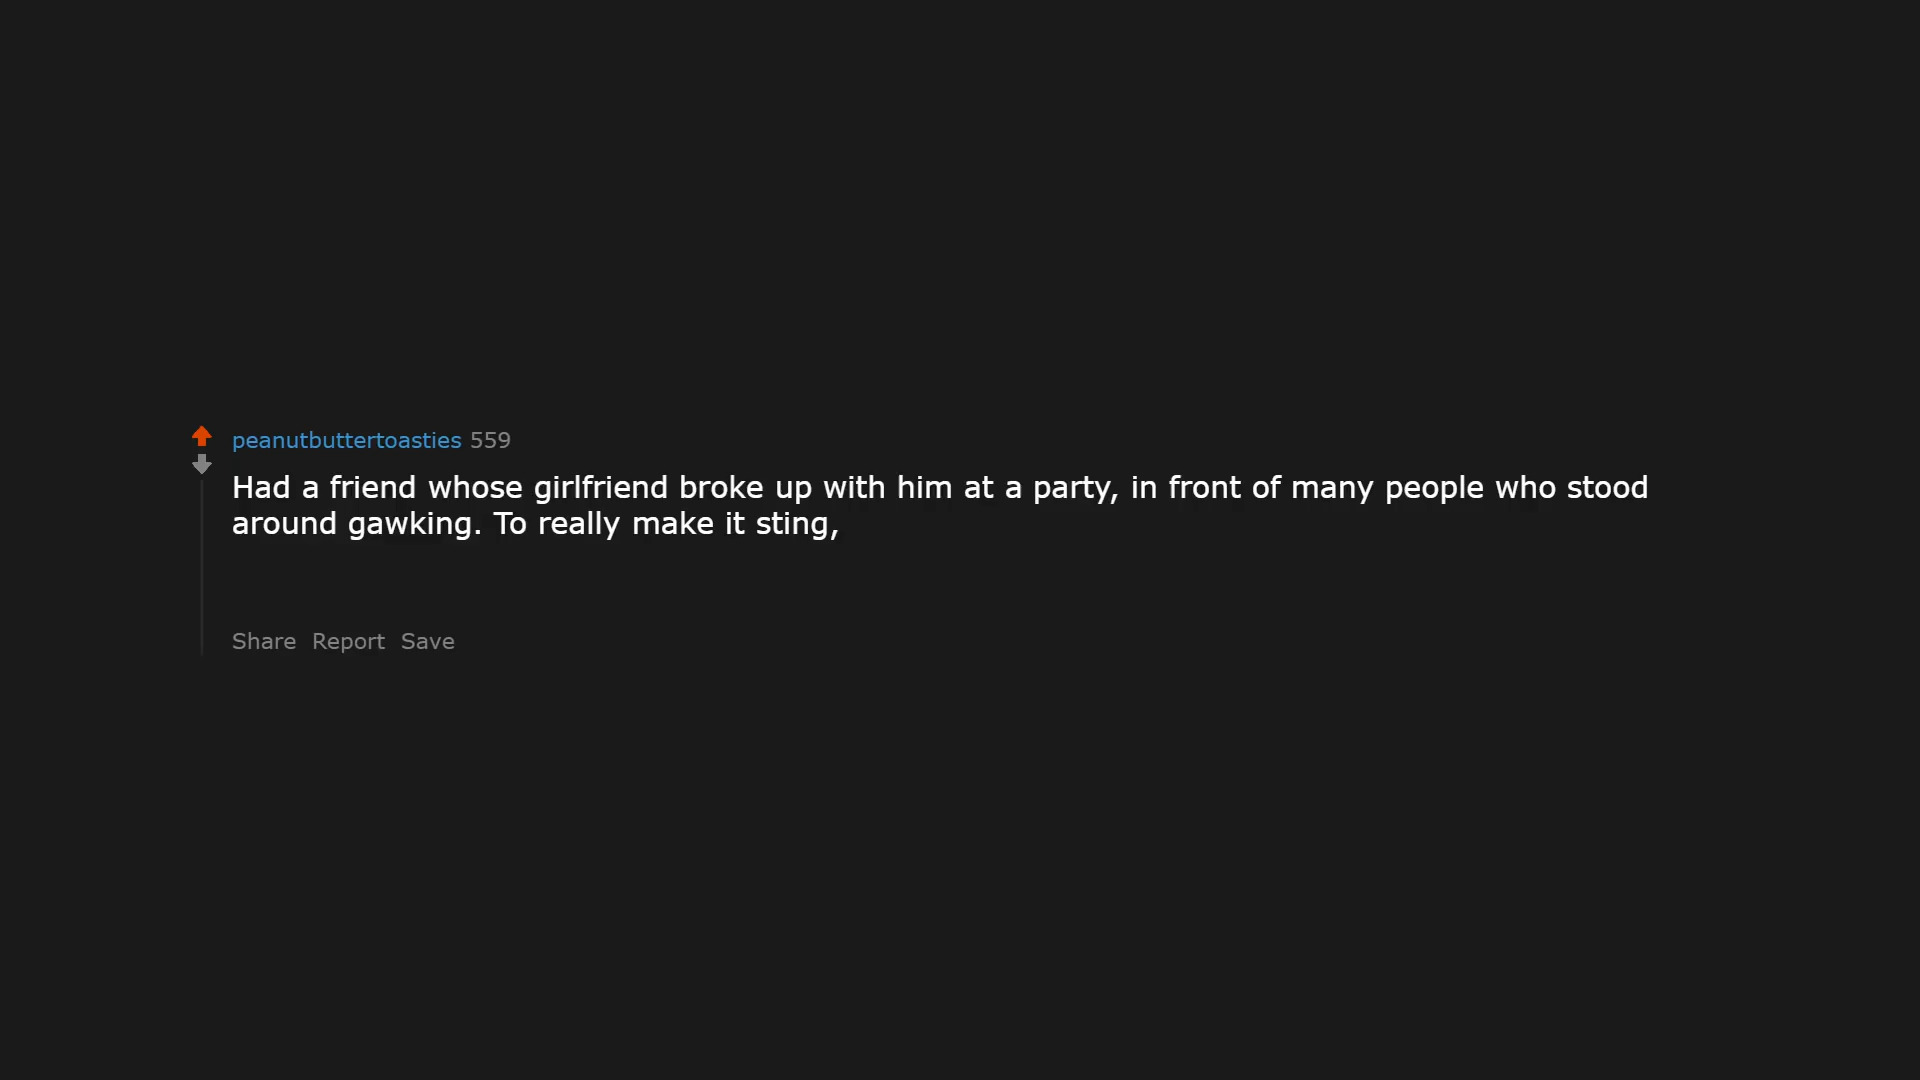 peanutbuttertoasties 559
Had a friend whose girlfriend broke up with him at a party, in front of many people who stood
around gawking. To really make it sting,
Share Report Save